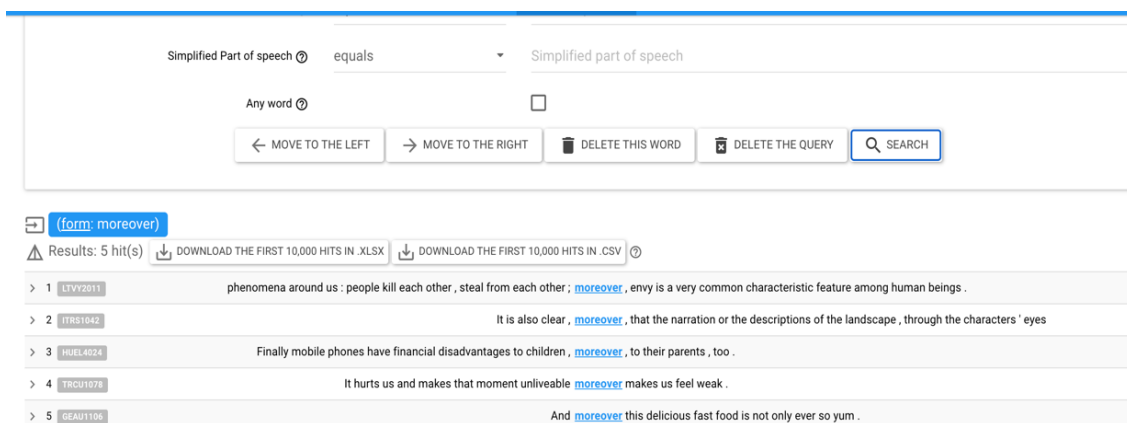 Simplified Part of speech equals Simplified part of speech
Any word
MOVE TO THE LEFT MOVE TO THE RIGHT DELETE THIS WORD DELETE THE QUERY SEARCH
(form: moreover)
Results: 5 hit(s) DOWNLOAD THE FIRST 10,000 HITS IN .XLSX DOWNLOAD THE FIRST 10,000 HITS IN .CSV
1 LTVY2011 phenomena around us : people kill each other , steal from each other ; moreover , envy is a very common characteristic feature among human beings .
2 ITRS1042 It is also clear , moreover , that the narration or the descriptions of the landscape , through the characters ' eyes
3 HUEL4024 Finally mobile phones have financial disadvantages to children , moreover , to their parents , too .
4 TRCU1078 It hurts us and makes that moment unliveable moreover makes us feel weak .
5 GEAU1106 And moreover this delicious fast food is not only ever so yum .